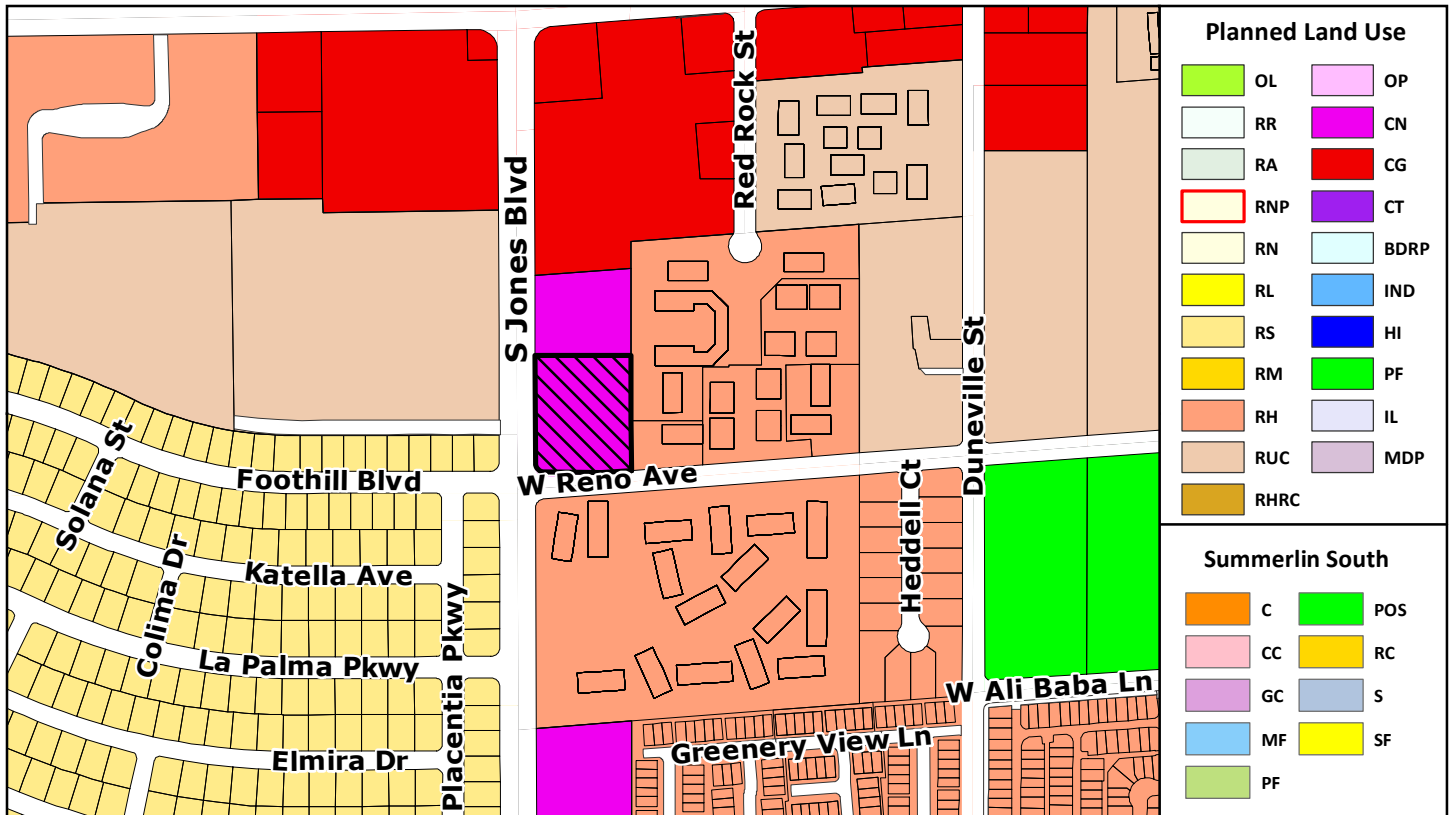 Red Rock St
S Jones Blvd
Duneville St
W Reno Ave
Heddell Ct
Foothill Blvd
Solana St
Katella Ave
Colima Dr
La Palma Pkwy
Placentia Pkwy
Elmira Dr
W Ali Baba Ln
Greenery View Ln
Planned Land Use
OL
RR
RA
RNP
RN
RL
RS
RM
RH
RUC
RHRC
OP
CN
CG
CT
BDRP
IND
HI
PF
IL
MDP
Summerlin South
C
CC
GC
MF
PF
POS
RC
S
SF